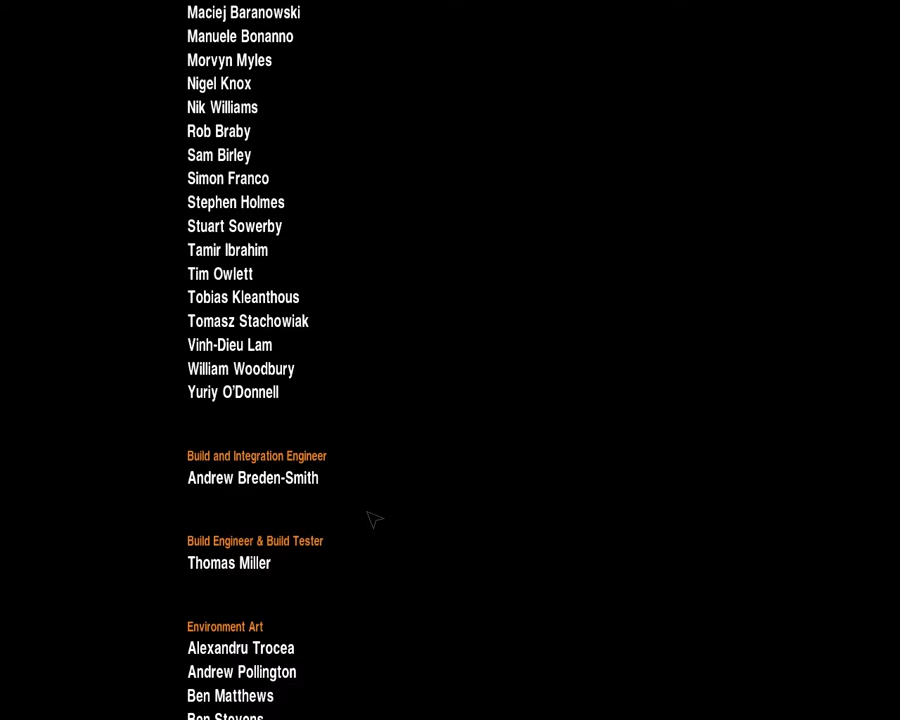 Maciej Baranowski
Manuele Bonanno
Morvyn Myles
Nigel Knox
Nik Williams
Rob Braby
Sam Birley
Simon Franco
Stephen Holmes
Stuart Sowerby
Tamir Ibrahim
Tim Owlett
Tobias Kleanthous
Tomasz Stachowiak
Vinh-Dieu Lam
William Woodbury
Yuriy O'Donnell
Build and Integration Engineer
Andrew Breden-Smith
Build Engineer & Build Tester
Thomas Miller
Environment Art
Alexandru Trocea
Andrew Pollington
Ben Matthews
Ben Stevens